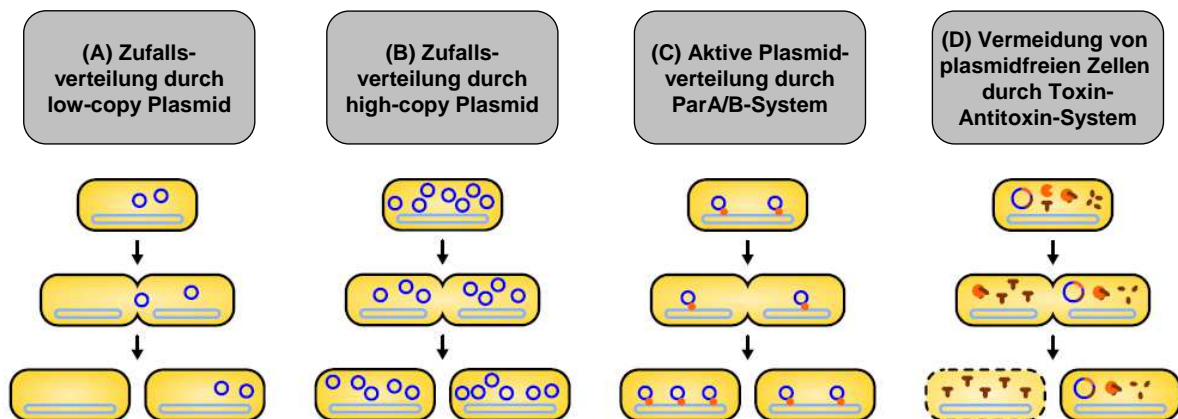 (A) Zufalls-
verteilung durch
low-copy Plasmid
(B) Zufalls-
verteilung durch
high-copy Plasmid
(C) Aktive Plasmid-
verteilung durch
ParA/B-System
(D) Vermeidung von
plasmidfreien Zellen
durch Toxin-
Antitoxin-System